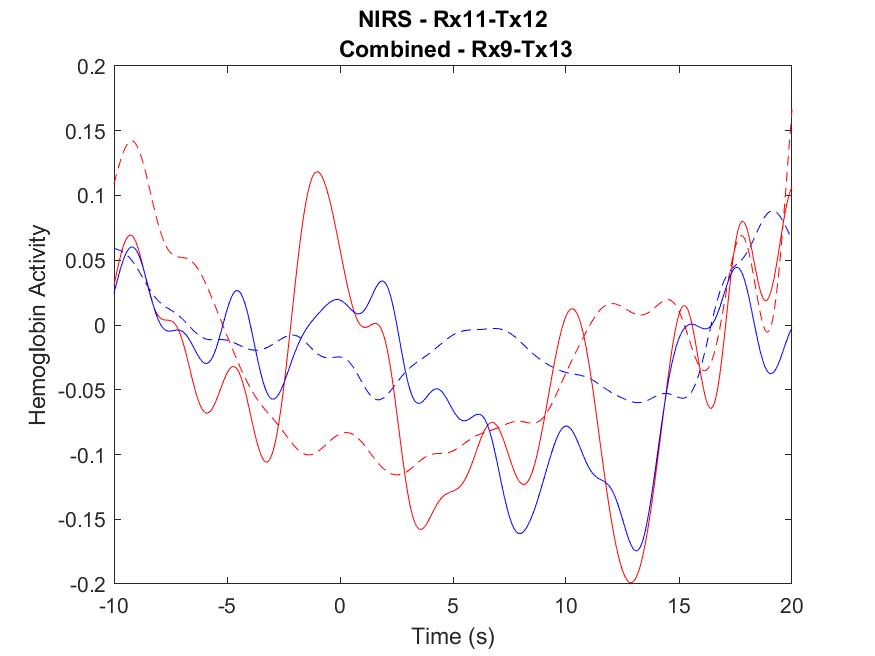 NIRS - Rx11-Tx12
Combined - Rx9-Tx13
0.2
0.15
0.1
0.05
0
-0.05
-0.1
-0.15
-0.2
Hemoglobin Activity
-10 -5 0 5 10 15 20
Time (s)